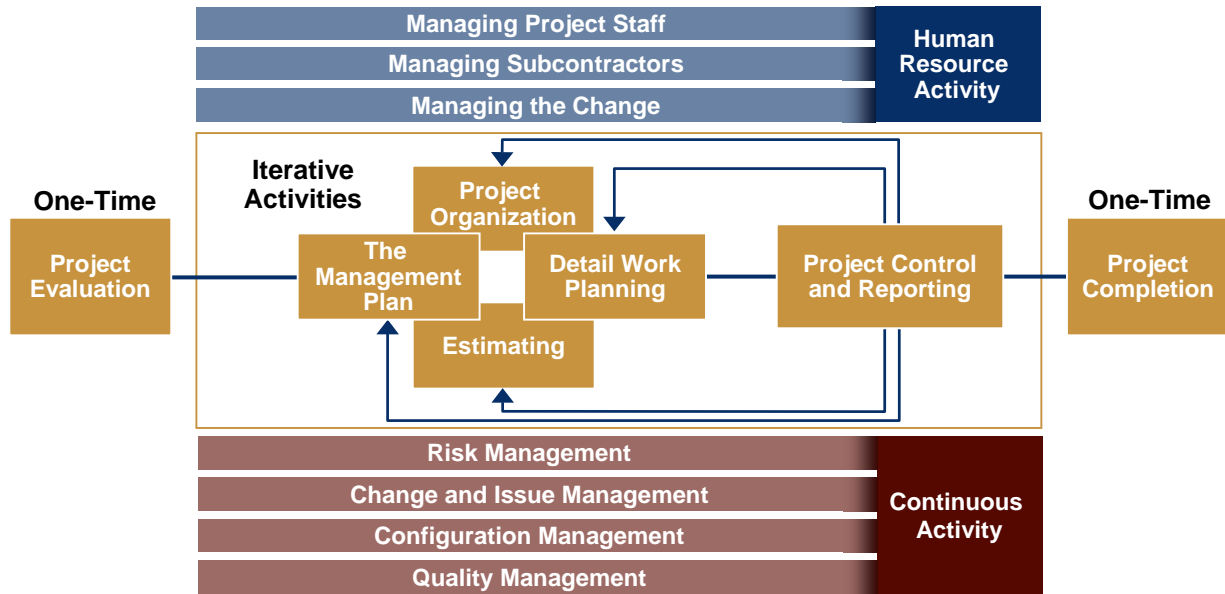 Managing Project Staff
Managing Subcontractors
Managing the Change
Human
Resource
Activity
Iterative
Activities
One-Time
Project
Evaluation
Project
Organization
The
Management
Plan
Detail Work
Planning
Estimating
Project Control
and Reporting
One-Time
Project
Completion
Risk Management
Change and Issue Management
Configuration Management
Quality Management
Continuous
Activity